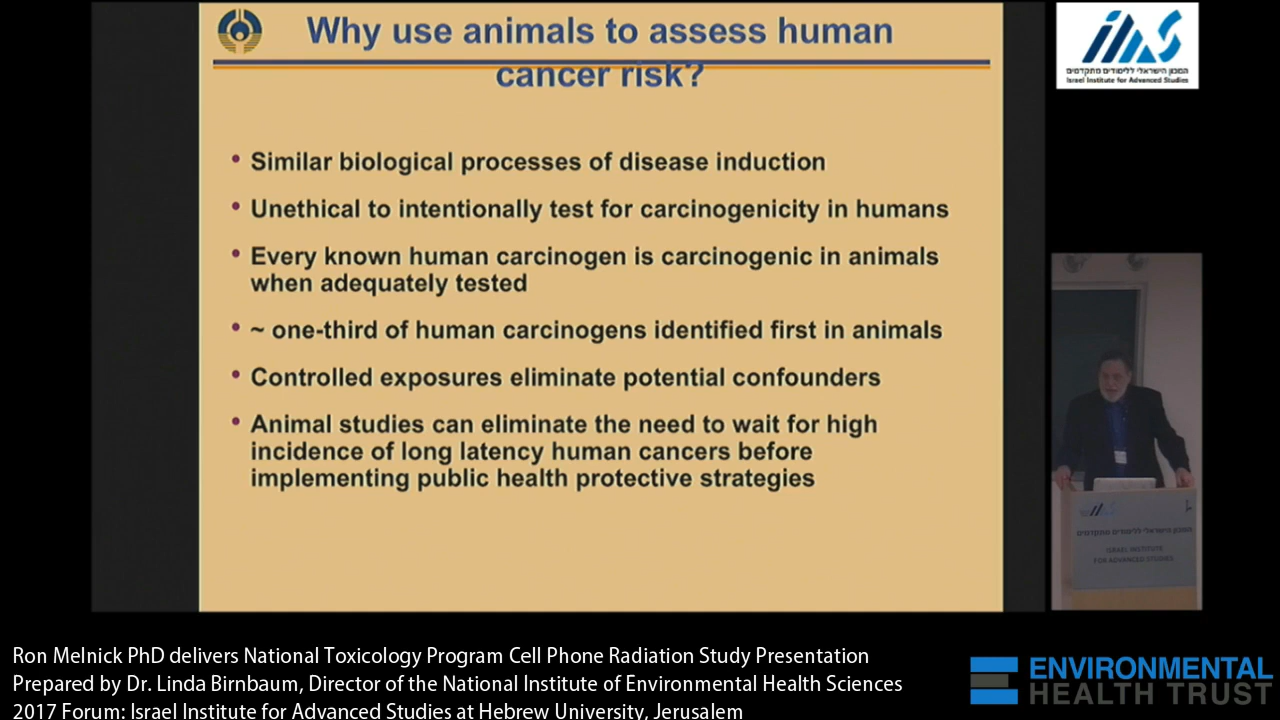 Why use animals to assess human
cancer risk?
• Similar biological processes of disease induction
• Unethical to intentionally test for carcinogenicity in humans
• Every known human carcinogen is carcinogenic in animals
when adequately tested
• ~ one-third of human carcinogens identified first in animals
• Controlled exposures eliminate potential confounders
• Animal studies can eliminate the need to wait for high
incidence of long latency human cancers before
implementing public health protective strategies
IIAS
המכון הישראלי ללימודים מתקדמים
Israel Institute for Advanced Studies
IIAS
המכון הישראלי ללימודים מתקדמים
ISRAEL INSTITUTE
FOR ADVANCED STUDIES
Ron Melnick PhD delivers National Toxicology Program Cell Phone Radiation Study Presentation
Prepared by Dr. Linda Birnbaum, Director of the National Institute of Environmental Health Sciences
2017 Forum: Israel Institute for Advanced Studies at Hebrew University, Jerusalem
ENVIRONMENTAL
HEALTH TRUST